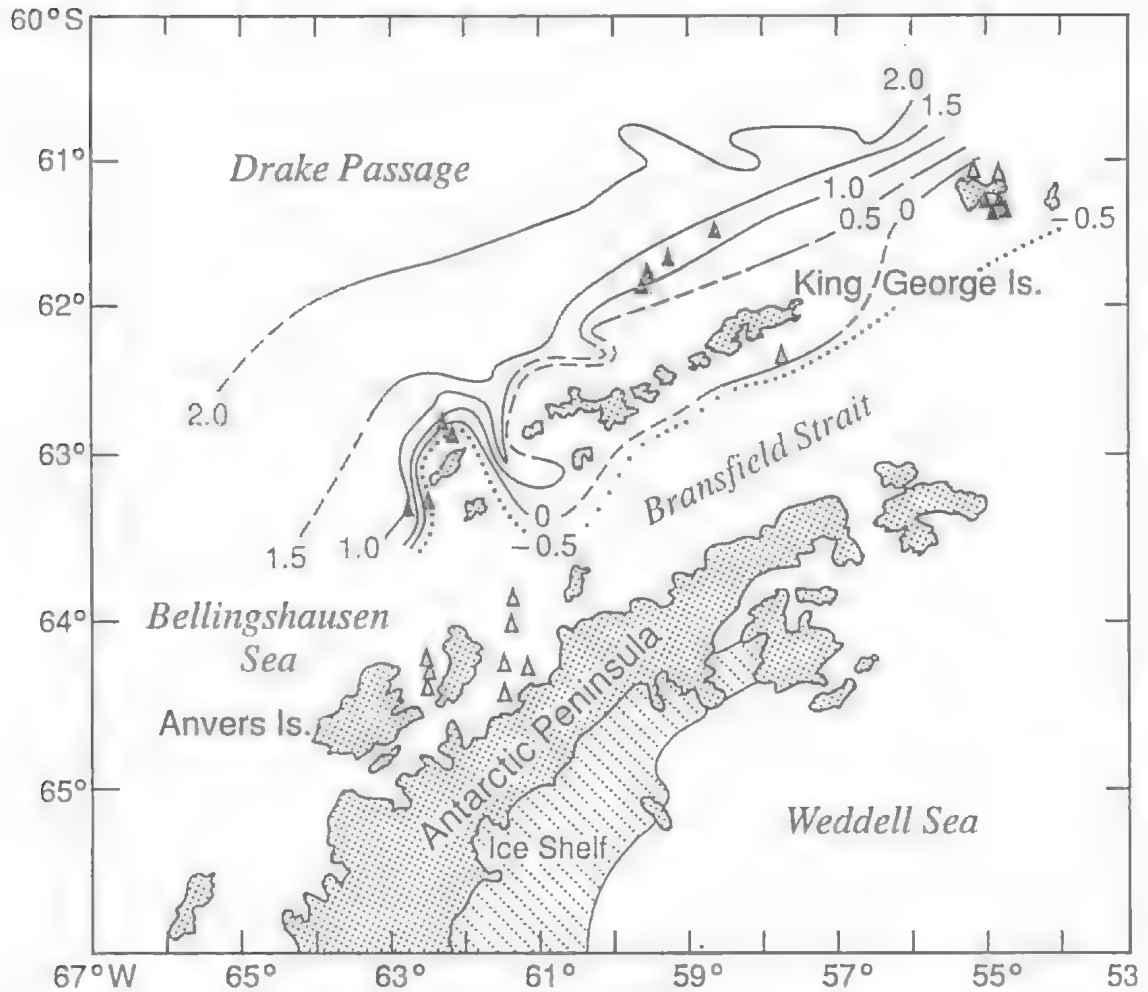 60°S
2.0
1.5
61°
Drake Passage
1.0
0.5
0
−0.5
62°
King George Is.
2.0
63°
Bransfield Strait
0
−0.5
1.5
1.0
64°
Bellingshausen
Sea
Anvers Is.
Antarctic Peninsula
65°
Weddell Sea
Ice Shelf
67°W
65°
63°
61°
59°
57°
55°
53